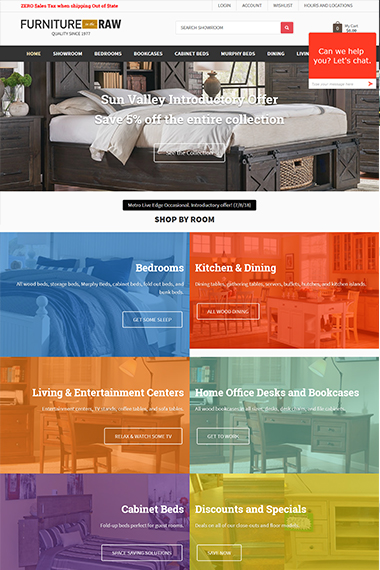 ZERO Sales Tax when shipping Out of State
LOGIN ACCOUNT WISHLIST HOURS AND LOCATIONS
FURNITURE IN THE RAW
QUALITY SINCE 1977
SEARCH SHOWROOM
0 My Cart
$0.00
HOME SHOWROOM BEDROOMS BOOKCASES CABINET BEDS MURPHY BEDS DINING LIVING
Can we help
you? Let's chat.
Type your message here
Sun Valley Introductory Offer
Save 5% off the entire collection
See the Collection
Metro Live Edge Occasional. Introductory offer! (7/9/18)
SHOP BY ROOM
Bedrooms
All wood beds, storage beds, Murphy Beds, cabinet beds, fold out beds, and
bunk beds.
GET SOME SLEEP
Kitchen & Dining
Dining tables, gathering tables, servers, buffets, hutches, and kitchen islands.
ALL WOOD DINING
Living & Entertainment Centers
Entertainment centers, TV stands, coffee tables, and sofa tables.
RELAX & WATCH SOME TV
Home Office Desks and Bookcases
All wood bookcases in all sizes, desks, desk chairs, and file cabinets.
GET TO WORK
Cabinet Beds
Fold-up beds perfect for guest rooms.
SPACE SAVING SOLUTIONS
Discounts and Specials
Deals on all of our close-outs and floor models.
SAVE NOW